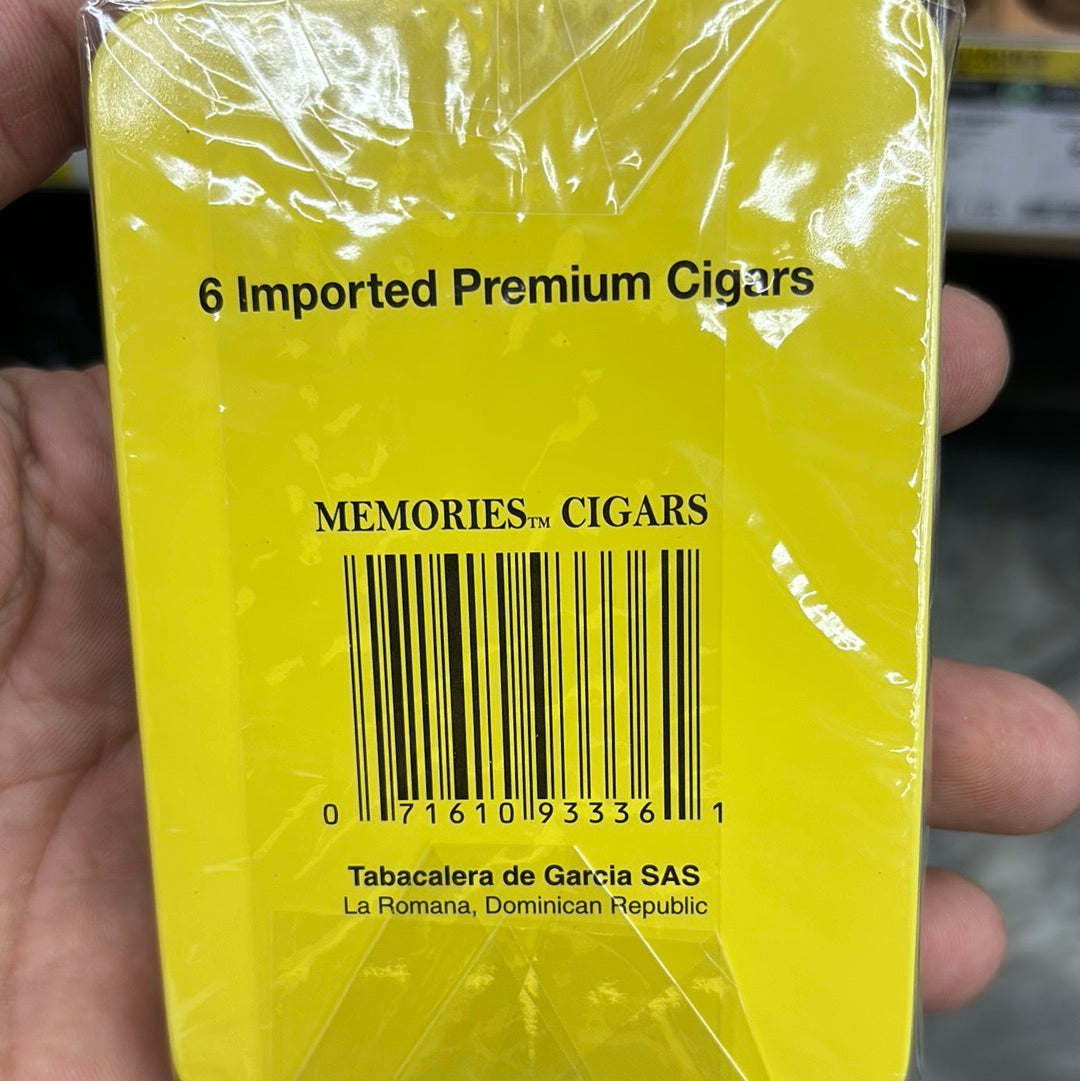 6 Imported Premium Cigars
MEMORIES™ CIGARS
0 71610 93336 1
Tabacalera de Garcia SAS
La Romana, Dominican Republic